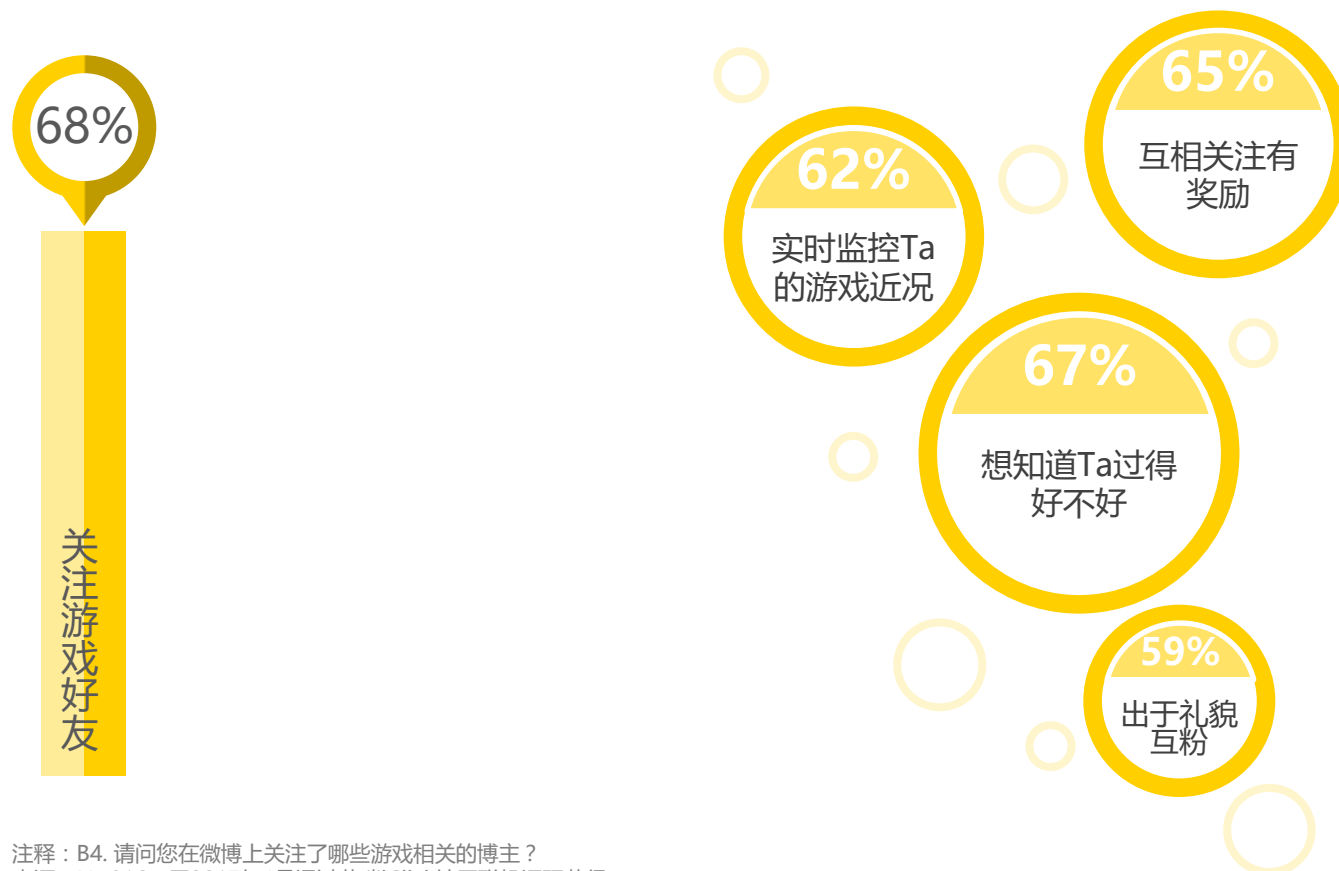 68%
关注游戏好友
62%
实时监控Ta
的游戏近况
65%
互相关注有
奖励
67%
想知道Ta过得
好不好
59%
出于礼貌
互粉
注释：B4. 请问您在微博上关注了哪些游戏相关的博主？